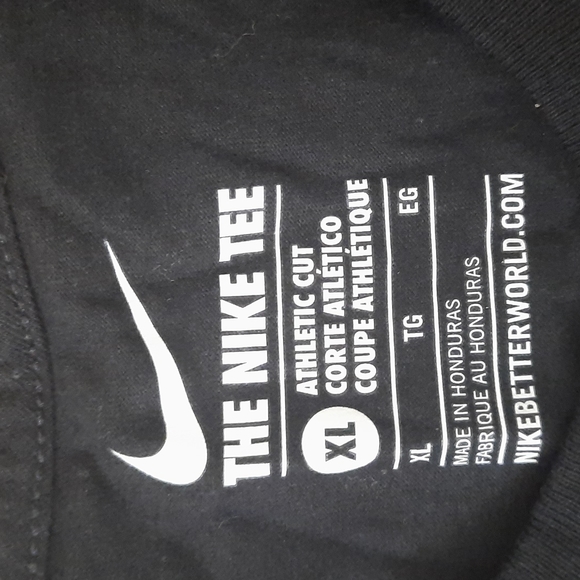 THE NIKE TEE
XL
ATHLETIC CUT
CORTE ATLÉTICO
COUPE ATHLÉTIQUE
XL TG EG
MADE IN HONDURAS
FABRIQUE AU HONDURAS
NIKEBETTERWORLD.COM